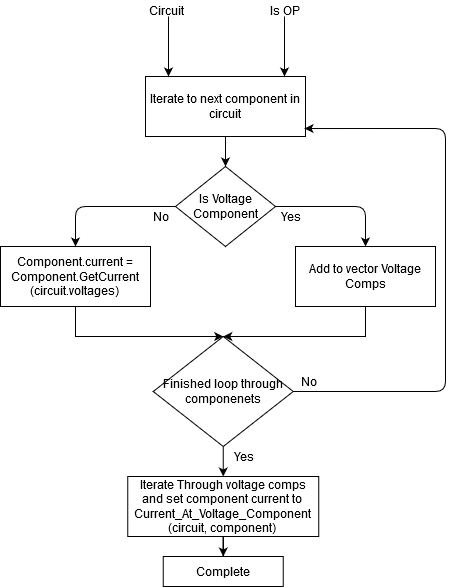 Circuit
Is OP
Iterate to next component in
circuit
Is Voltage
Component
No
Yes
Component.current =
Component.GetCurrent
(circuit.voltages)
Add to vector Voltage
Comps
Finished loop through
componenets
No
Yes
Iterate Through voltage comps
and set component current to
Current_At_Voltage_Component
(circuit, component)
Complete